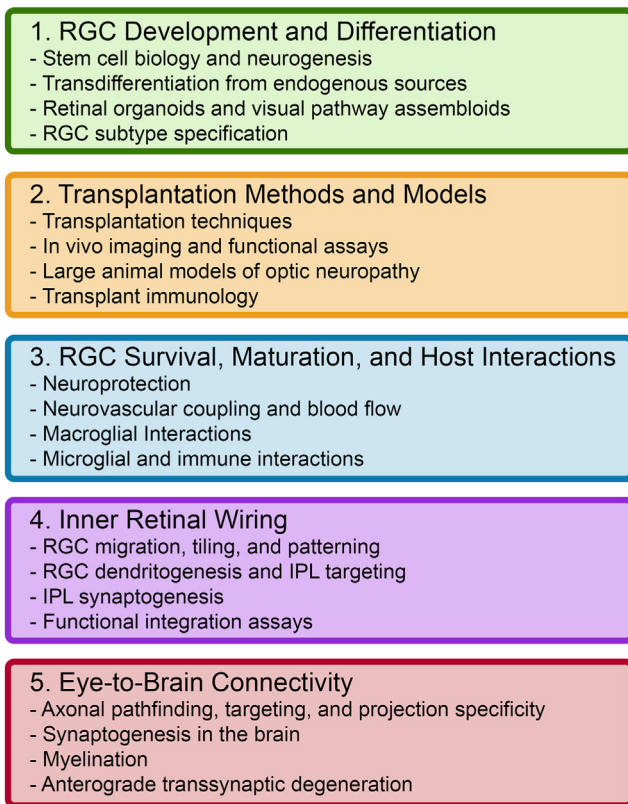 1. RGC Development and Differentiation
- Stem cell biology and neurogenesis
- Transdifferentiation from endogenous sources
- Retinal organoids and visual pathway assembloids
- RGC subtype specification
2. Transplantation Methods and Models
- Transplantation techniques
- In vivo imaging and functional assays
- Large animal models of optic neuropathy
- Transplant immunology
3. RGC Survival, Maturation, and Host Interactions
- Neuroprotection
- Neurovascular coupling and blood flow
- Macroglial Interactions
- Microglial and immune interactions
4. Inner Retinal Wiring
- RGC migration, tiling, and patterning
- RGC dendritogenesis and IPL targeting
- IPL synaptogenesis
- Functional integration assays
5. Eye-to-Brain Connectivity
- Axonal pathfinding, targeting, and projection specificity
- Synaptogenesis in the brain
- Myelination
- Anterograde transsynaptic degeneration